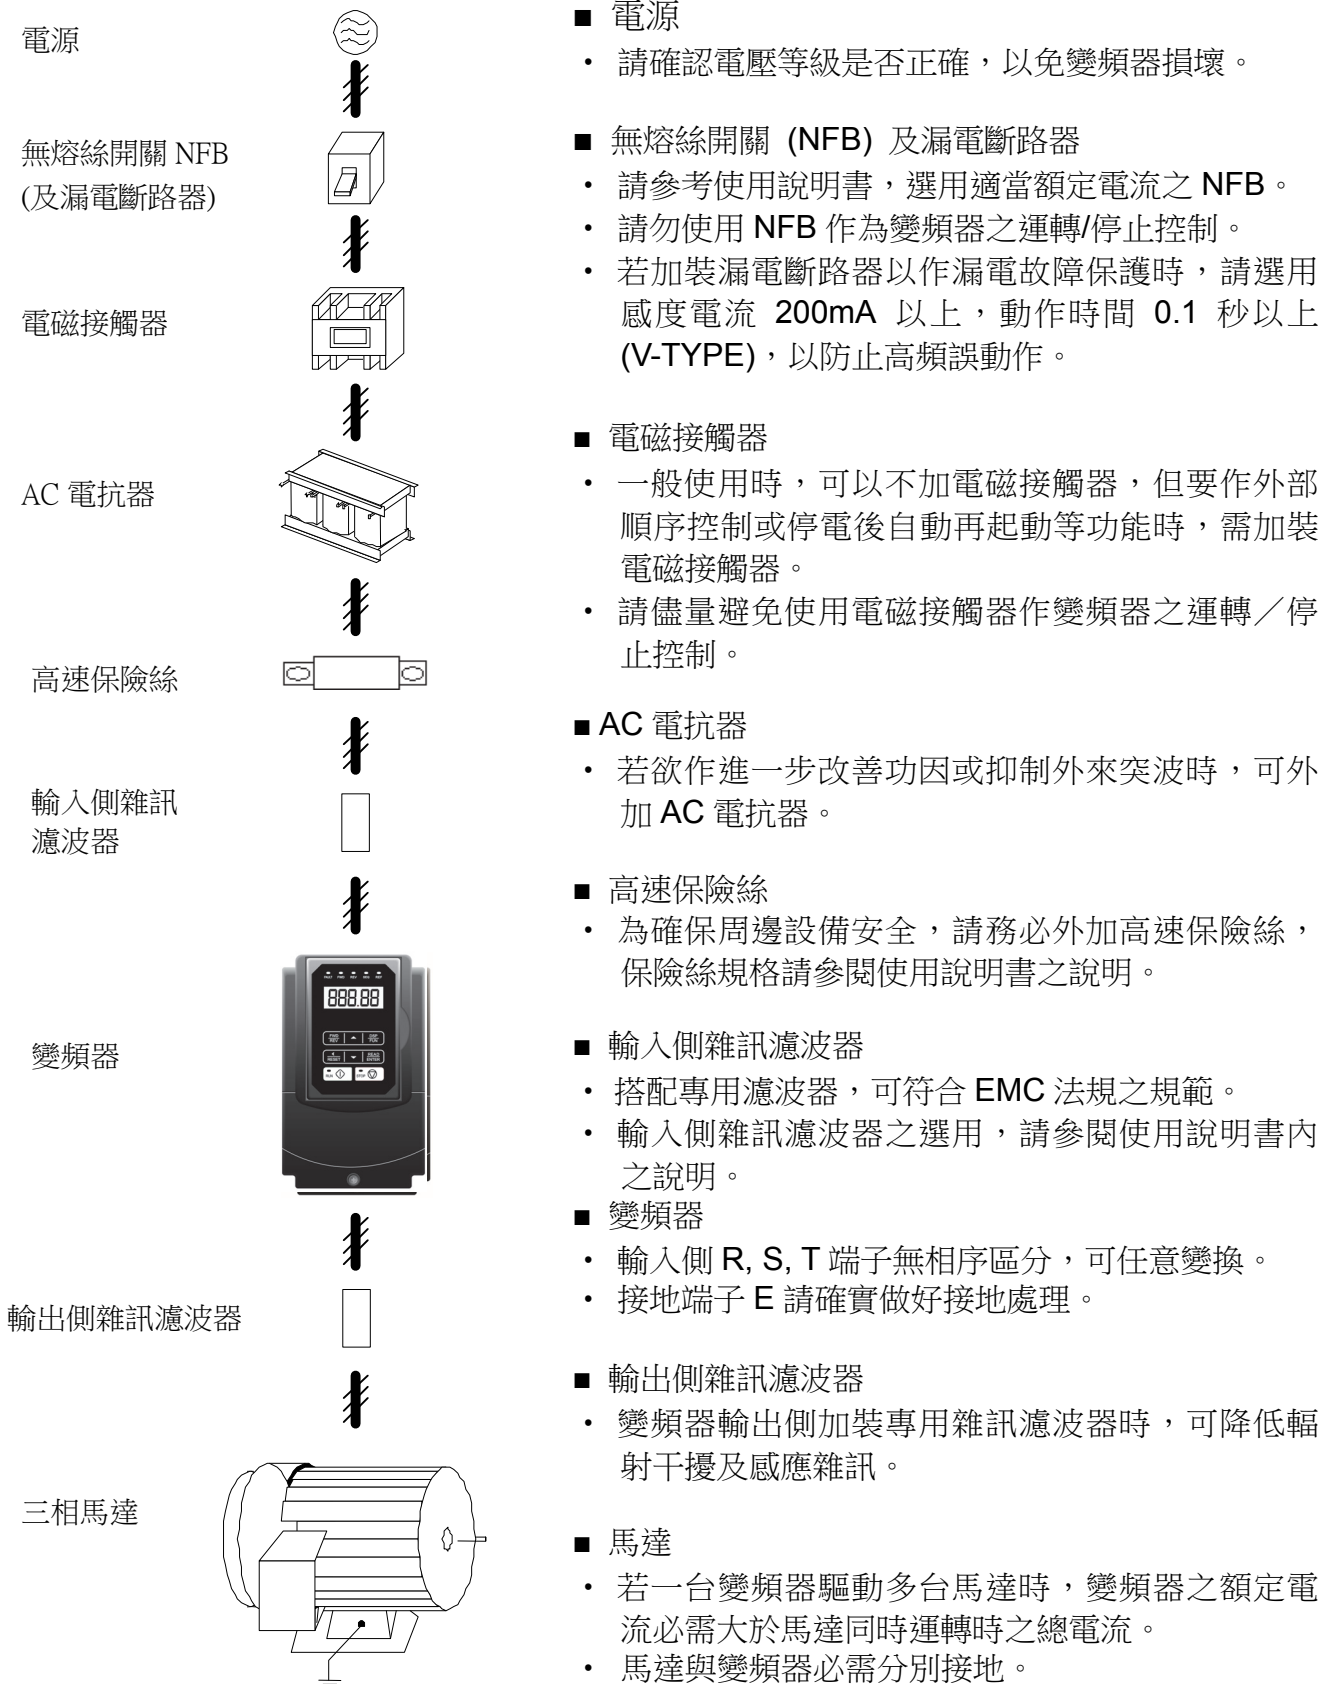 電源
無熔絲開關 NFB
(及漏電斷路器)
電磁接觸器
AC 電抗器
高速保險絲
輸入側雜訊
濾波器
變頻器
輸出側雜訊濾波器
三相馬達
FAULT FWD REV HZ/RPM REF
888.88
FWD
REV
DSP
FUN
RESET
READ
ENTER
RUN
STOP
■ 電源
‧ 請確認電壓等級是否正確，以免變頻器損壞。
■ 無熔絲開關 (NFB) 及漏電斷路器
‧ 請參考使用說明書，選用適當額定電流之 NFB。
‧ 請勿使用 NFB 作為變頻器之運轉/停止控制。
‧ 若加裝漏電斷路器以作漏電故障保護時，請選用
感度電流 200mA 以上，動作時間 0.1 秒以上
(V-TYPE)，以防止高頻誤動作。
■ 電磁接觸器
‧ 一般使用時，可以不加電磁接觸器，但要作外部
順序控制或停電後自動再起動等功能時，需加裝
電磁接觸器。
‧ 請儘量避免使用電磁接觸器作變頻器之運轉／停
止控制。
■ AC 電抗器
‧ 若欲作進一步改善功因或抑制外來突波時，可外
加 AC 電抗器。
■ 高速保險絲
‧ 為確保周邊設備安全，請務必外加高速保險絲，
保險絲規格請參閱使用說明書之說明。
■ 輸入側雜訊濾波器
‧ 搭配專用濾波器，可符合 EMC 法規之規範。
‧ 輸入側雜訊濾波器之選用，請參閱使用說明書內
之說明。
■ 變頻器
‧ 輸入側 R, S, T 端子無相序區分，可任意變換。
‧ 接地端子 E 請確實做好接地處理。
■ 輸出側雜訊濾波器
‧ 變頻器輸出側加裝專用雜訊濾波器時，可降低輻
射干擾及感應雜訊。
■ 馬達
‧ 若一台變頻器驅動多台馬達時，變頻器之額定電
流必需大於馬達同時運轉時之總電流。
‧ 馬達與變頻器必需分別接地。